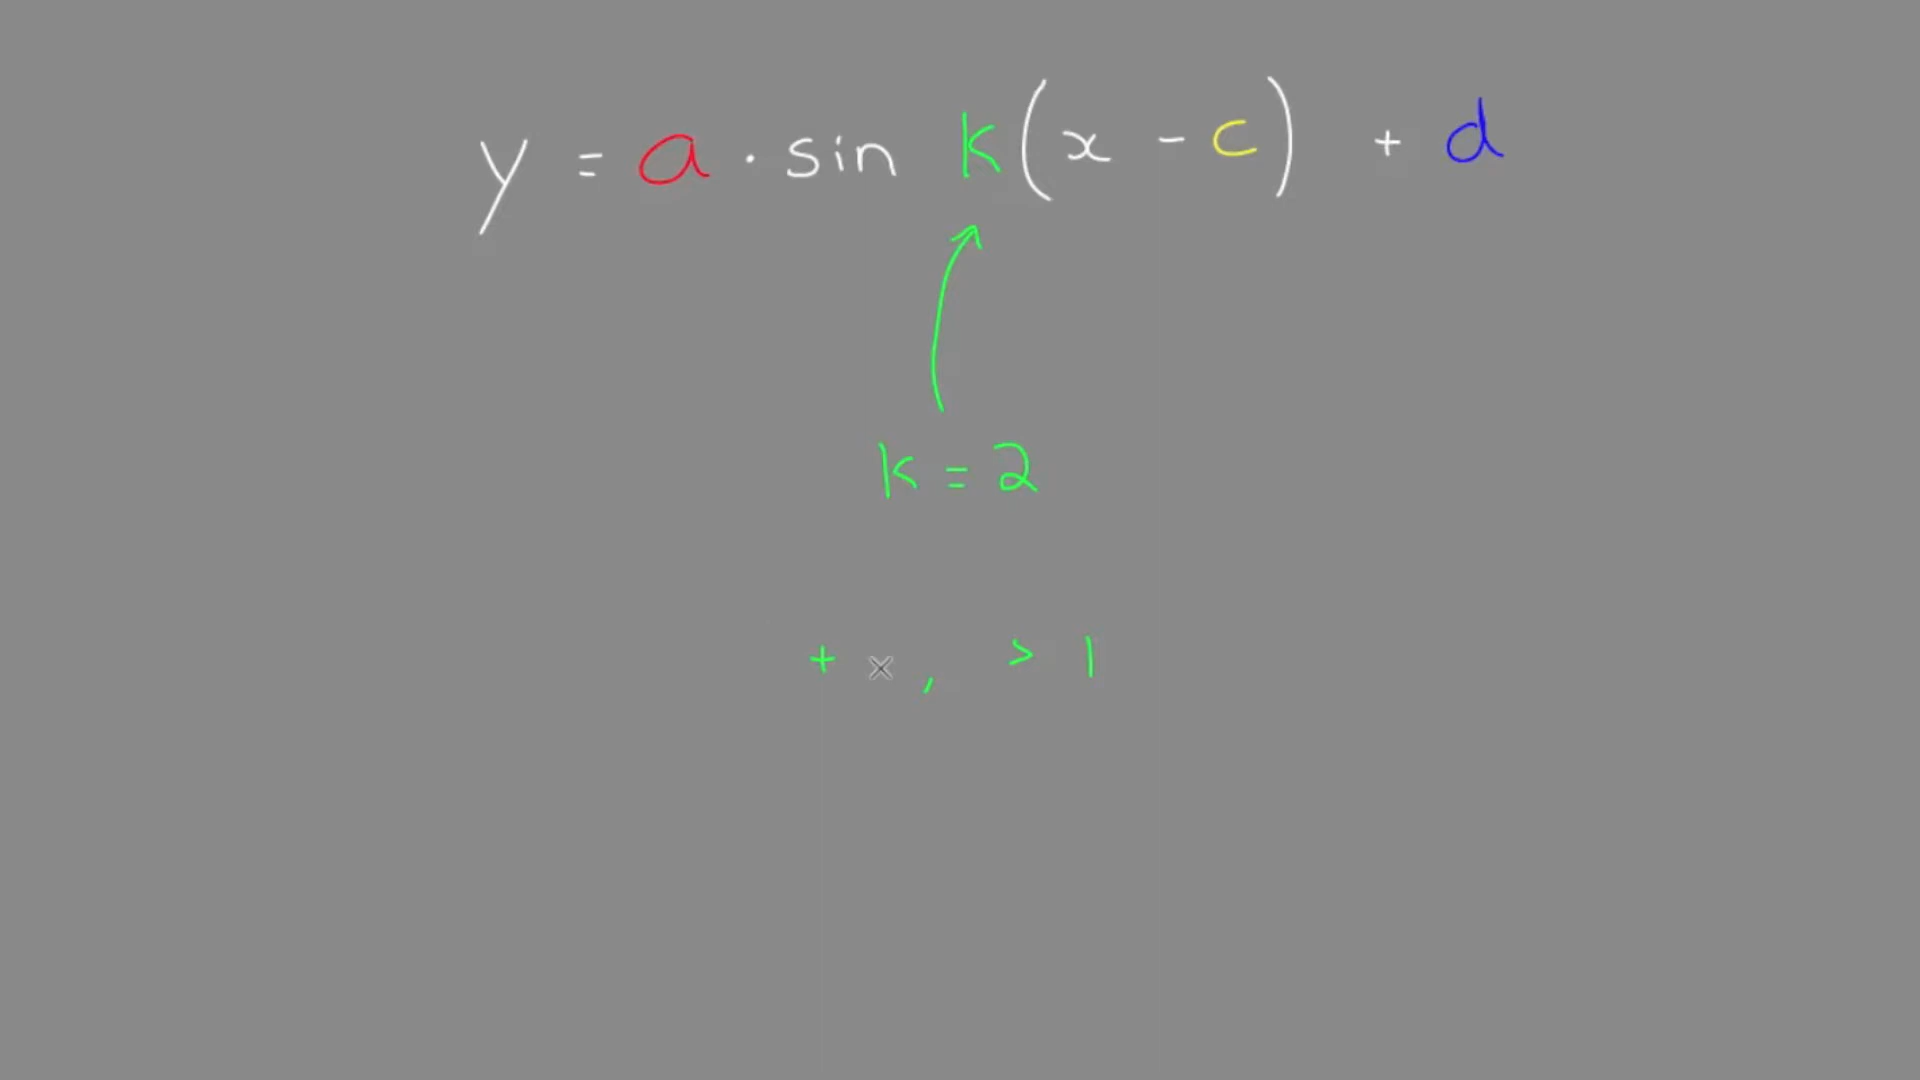 y = a · sin k(x - c) + d
k = 2
+ , > 1